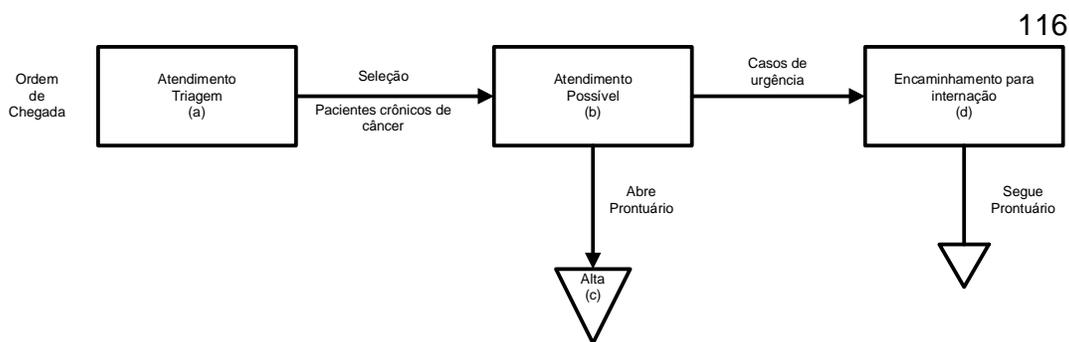 116
Ordem
de
Chegada
Atendimento
Triagem
(a)
Seleção
Pacientes crônicos de
câncer
Atendimento
Possível
(b)
Casos de
urgência
Encaminhamento para
internação
(d)
Abre
Prontuário
Segue
Prontuário
Alta
(c)